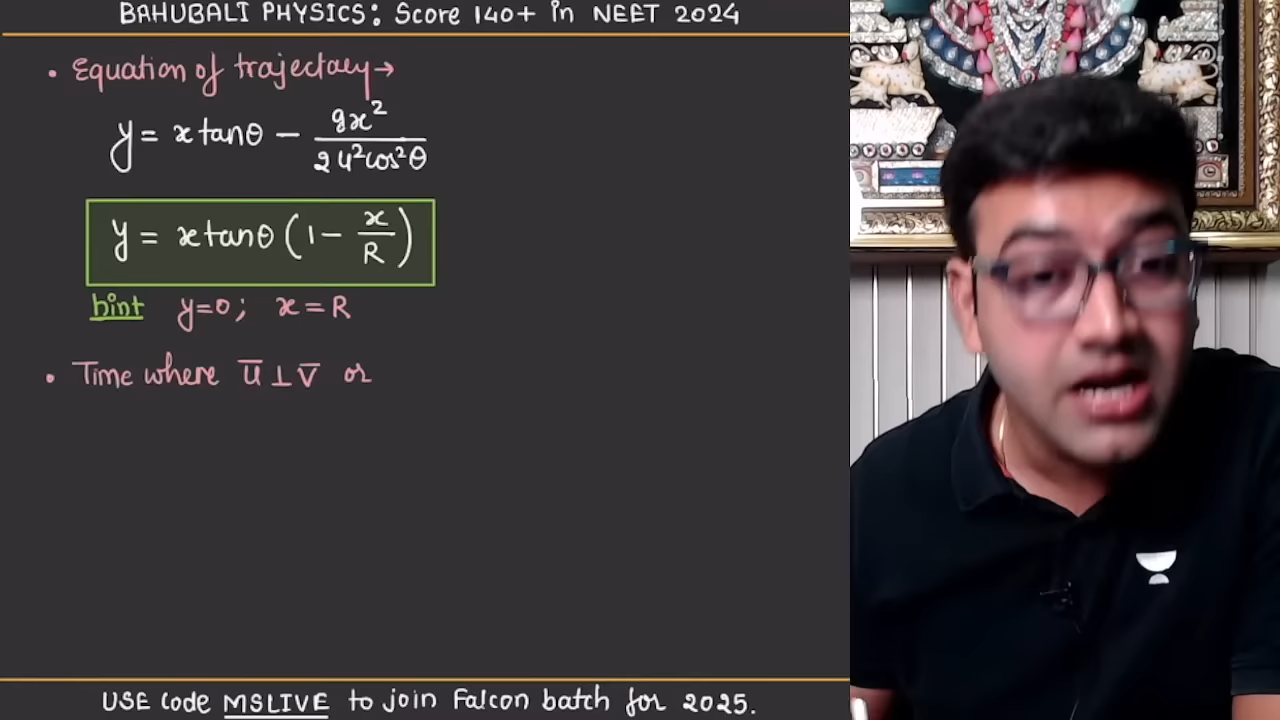 BAHUBALI PHYSICS: Score 140+ in NEET 2024
• Equation of trajectory →
y = x tanθ − gx² / 2u²cos²θ
y = x tanθ (1 − x/R)
hint y=0; x = R
• Time where ū ⊥ v̄ or
USE Code MSLIVE to join Falcon batch for 2025.